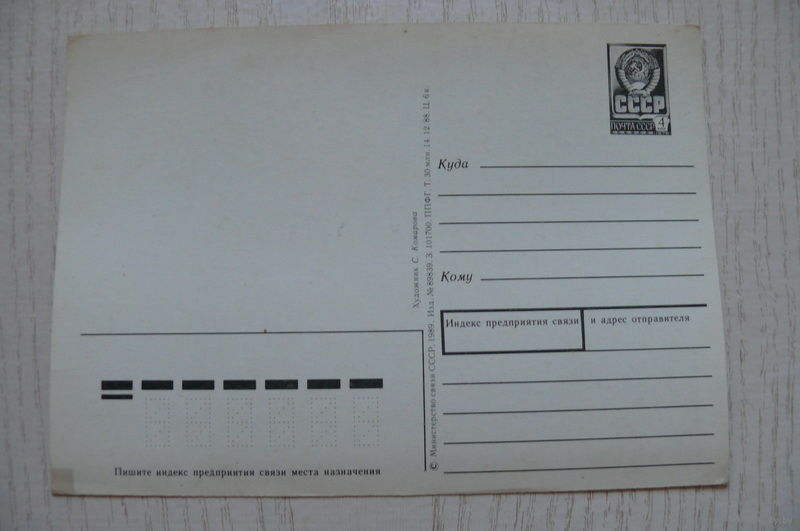 СССР
ПОЧТА СССР 4
Куда
Кому
Индекс предприятия связи и адрес отправителя
Художник С. Комарова
© Министерство связи СССР, 1989. Изд. № 89839. З. 101700. ППФГ. Т. 30 млн. 14.12.88. Ц. 6 к.
Пишите индекс предприятия связи места назначения